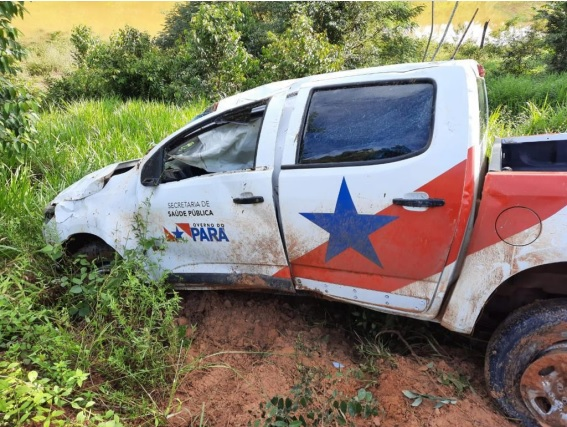 SECRETARIA DE
SAÚDE PÚBLICA
GOVERNO DO
PARÁ